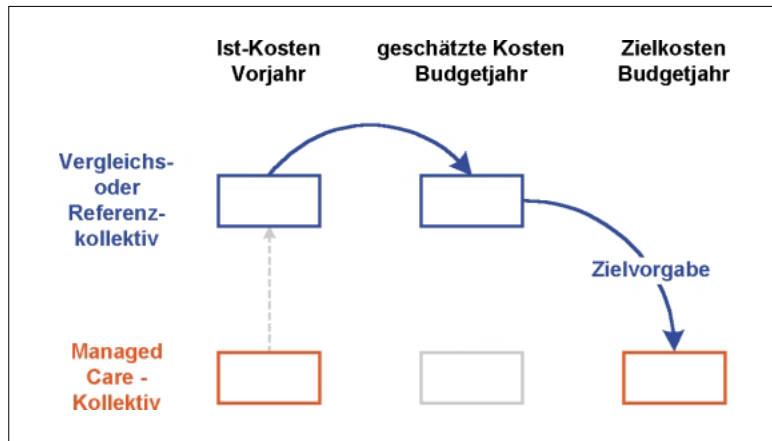 Ist-Kosten
Vorjahr
geschätzte Kosten
Budgetjahr
Zielkosten
Budgetjahr
Vergleichs-
oder
Referenz-
kollektiv
Zielvorgabe
Managed
Care -
Kollektiv